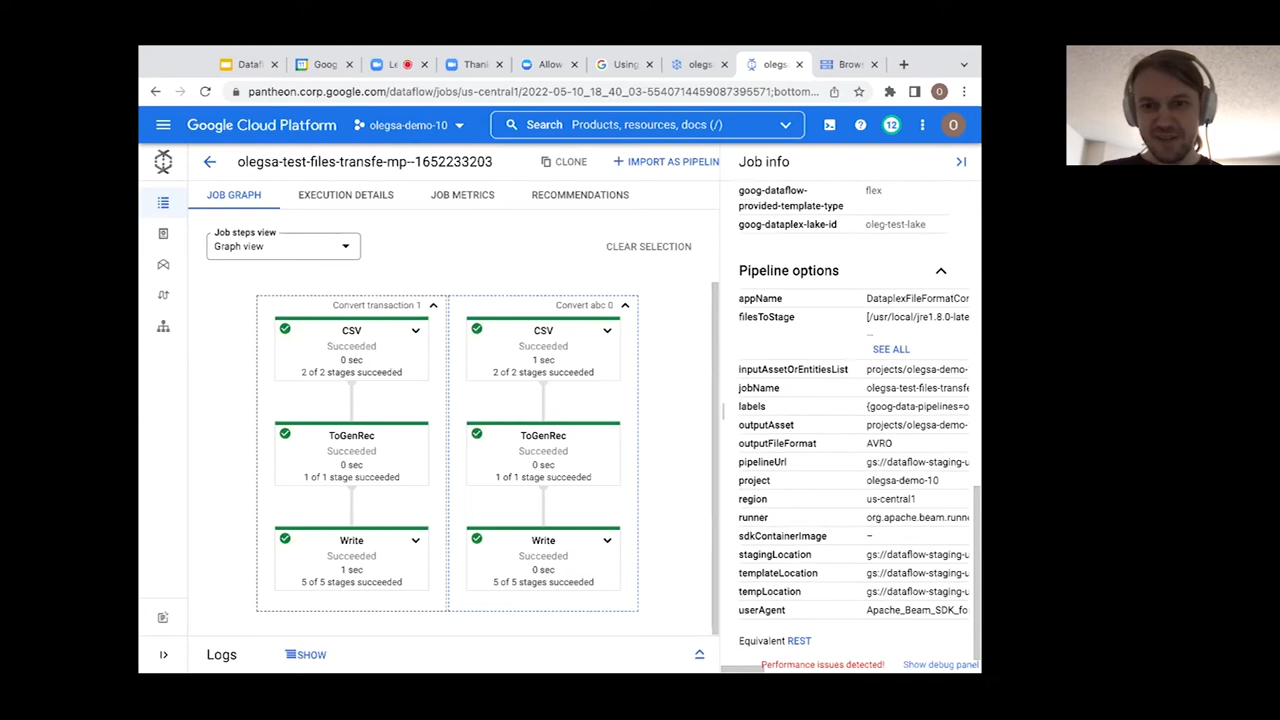 Datafl
Goog
Le
Thank
Allow
Using
olegs
olegs
Brows
pantheon.corp.google.com/dataflow/jobs/us-central1/2022-05-10_18_40_03-5540714459087395571;bottom...
Google Cloud Platform
olegsa-demo-10
Search Products, resources, docs (/)
12
O
olegsa-test-files-transfe-mp--1652233203
CLONE
IMPORT AS PIPELIN
Job info
JOB GRAPH
EXECUTION DETAILS
JOB METRICS
RECOMMENDATIONS
Job steps view
Graph view
CLEAR SELECTION
Convert transaction 1
CSV
Succeeded
0 sec
2 of 2 stages succeeded
ToGenRec
Succeeded
0 sec
1 of 1 stage succeeded
Write
Succeeded
1 sec
5 of 5 stages succeeded
Convert abc 0
CSV
Succeeded
1 sec
2 of 2 stages succeeded
ToGenRec
Succeeded
0 sec
1 of 1 stage succeeded
Write
Succeeded
0 sec
5 of 5 stages succeeded
Logs
SHOW
goog-dataflow-provided-template-type flex
goog-dataplex-lake-id oleg-test-lake
Pipeline options
appName DataplexFileFormatCor
filesToStage [/usr/local/jre1.8.0-late
...
SEE ALL
inputAssetOrEntitiesList projects/olegsa-demo-
jobName olegsa-test-files-transfe
labels {goog-data-pipelines=o
outputAsset projects/olegsa-demo-
outputFileFormat AVRO
pipelineUrl gs://dataflow-staging-u
project olegsa-demo-10
region us-central1
runner org.apache.beam.runne
sdkContainerImage –
stagingLocation gs://dataflow-staging-u
templateLocation gs://dataflow-staging-u
tempLocation gs://dataflow-staging-u
userAgent Apache_Beam_SDK_fo
Equivalent REST
Performance issues detected!
Show debug panel